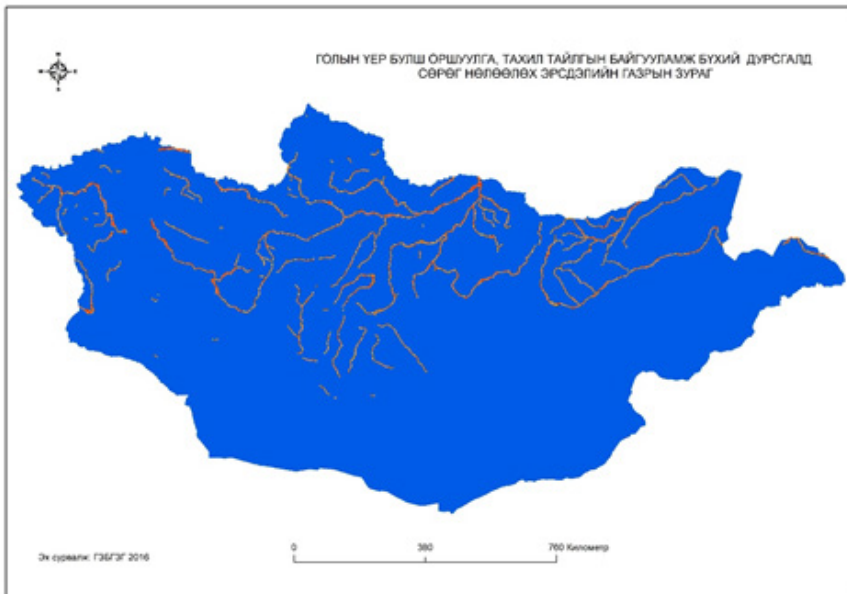 ГОЛЫН ҮЕР БУЛШ ОРШУУЛГА, ТАХИЛ ТАЙЛГЫН БАЙГУУЛАМЖ БҮХИЙ ДУРСГАЛД
СӨРӨГ НӨЛӨӨЛӨХ ЭРСДЭЛИЙН ГАЗРЫН ЗУРАГ
Эх сурвалж: ГЗБГЗГ 2016
0 380 760 Километр